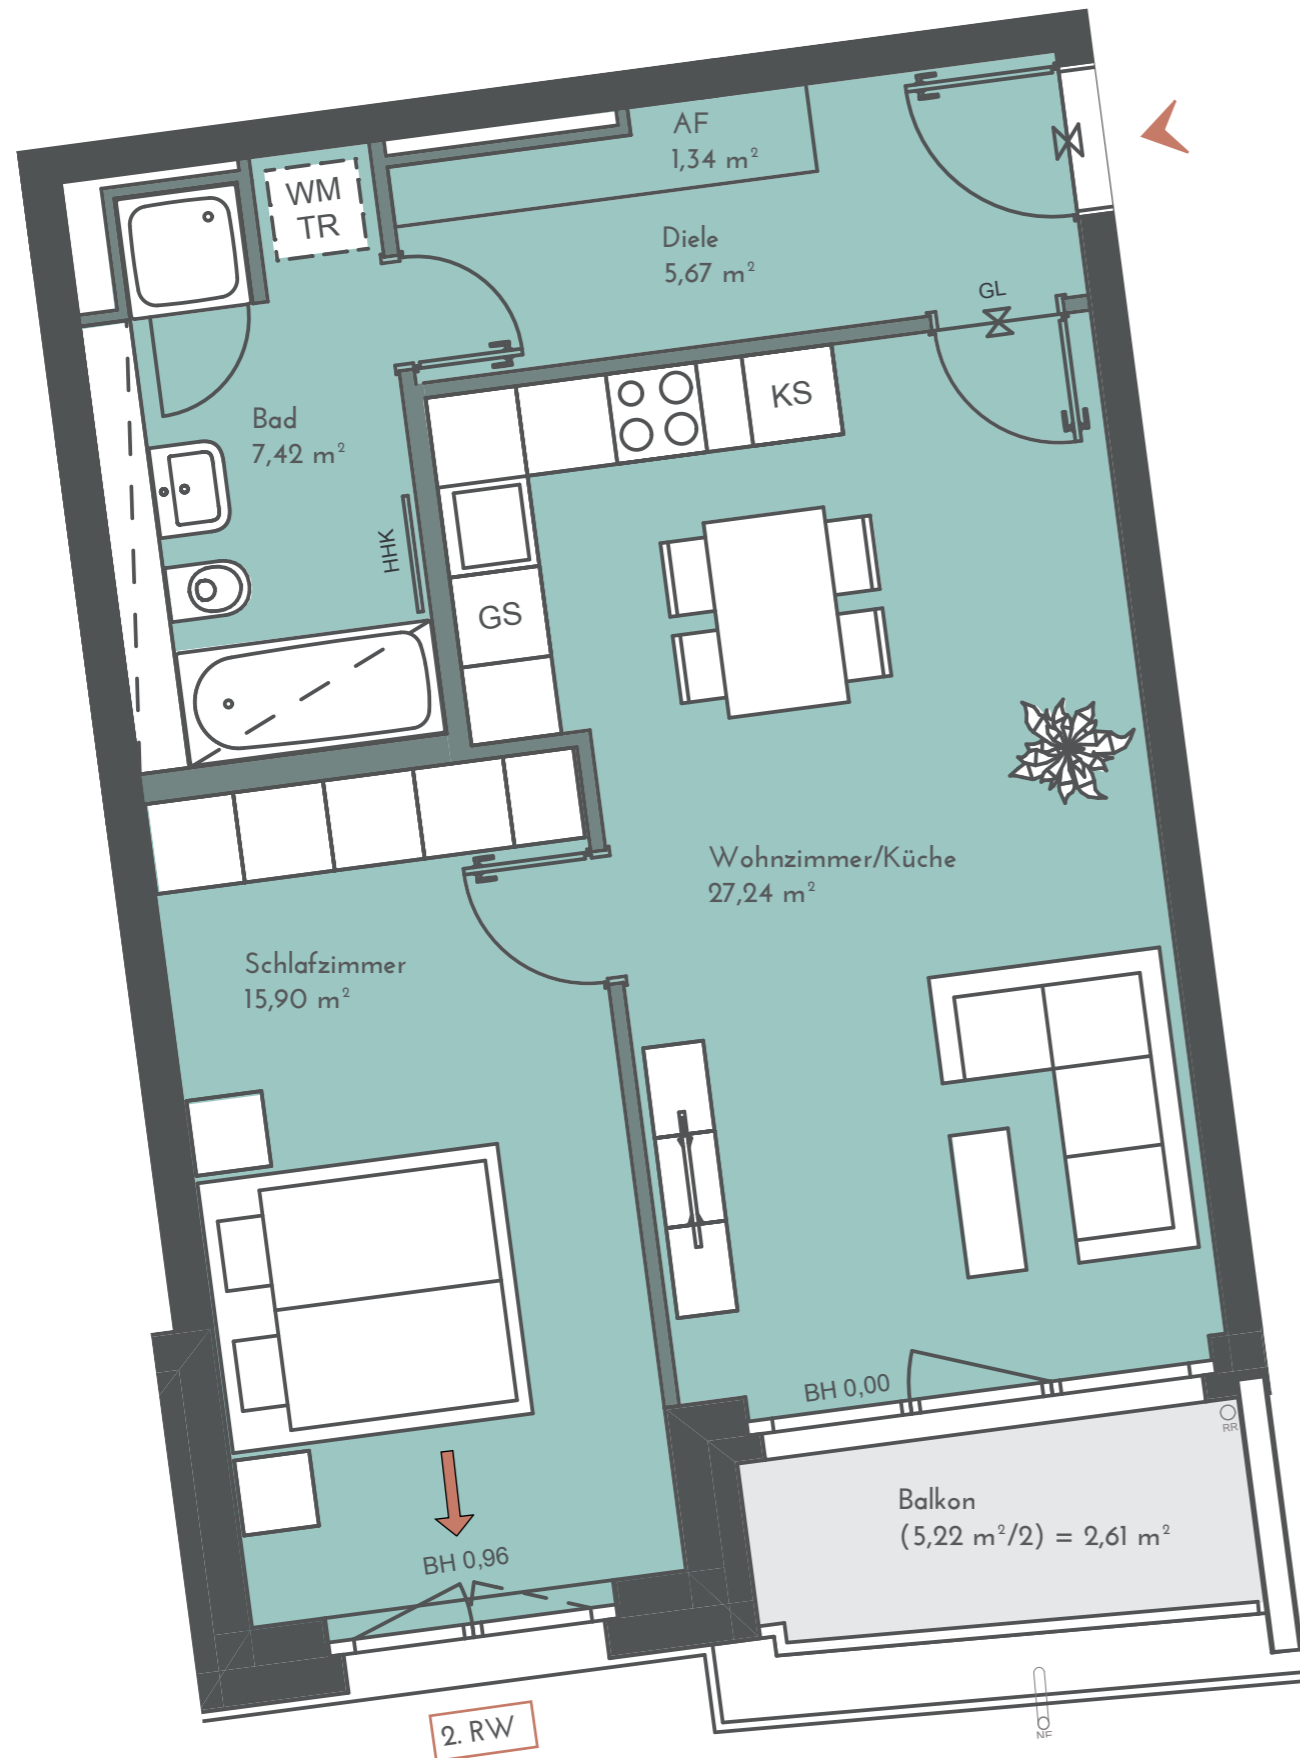 AF
1,34 m²
WM
TR
Diele
5,67 m²
GL
KS
Bad
7,42 m²
HHK
GS
Wohnzimmer/Küche
27,24 m²
Schlafzimmer
15,90 m²
BH 0,00
RR
Balkon
(5,22 m²/2) = 2,61 m²
BH 0,96
2. RW
NE